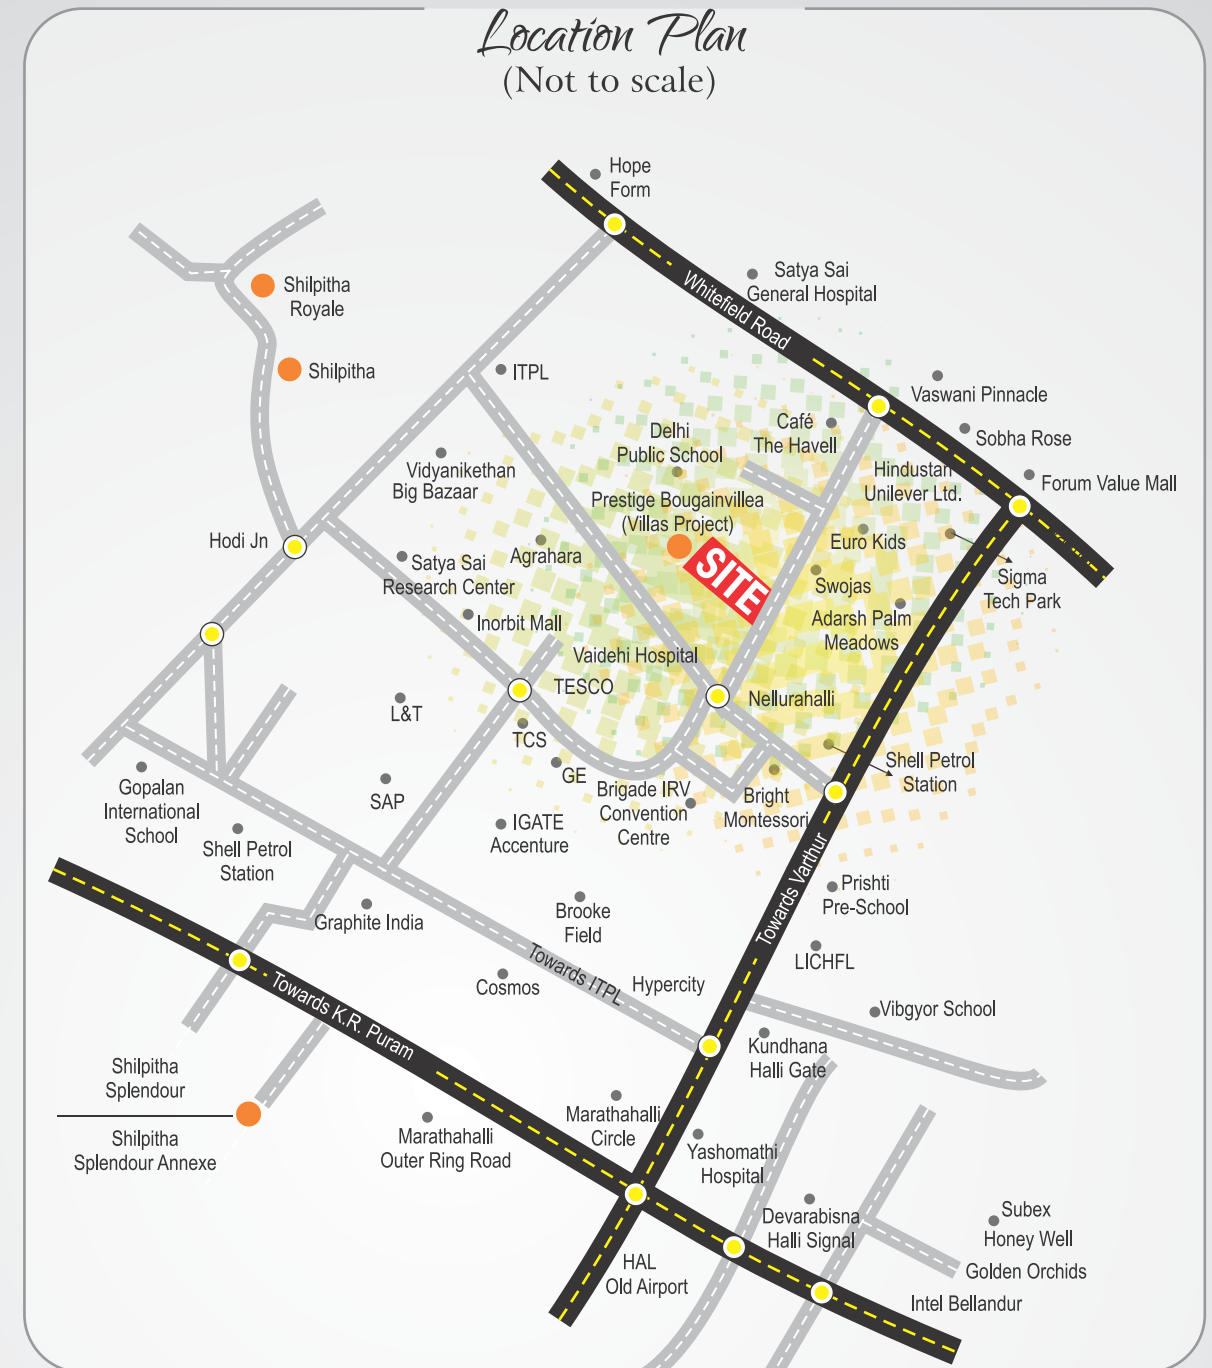 Location Plan
(Not to scale)
Hope
Form
Satya Sai
General Hospital
Whitefield Road
Shilpitha
Royale
Shilpitha
ITPL
Vaswani Pinnacle
Café
The Havell
Sobha Rose
Delhi
Public School
Vidyanikethan
Big Bazaar
Hindustan
Unilever Ltd.
Forum Value Mall
Prestige Bougainvillea
(Villas Project)
Hodi Jn
Agrahara
Euro Kids
SITE
Satya Sai
Research Center
Swojas
Sigma
Tech Park
Inorbit Mall
Adarsh Palm
Meadows
Vaidehi Hospital
TESCO
Nellurahalli
L&T
TCS
GE
Shell Petrol
Station
Gopalan
International
School
SAP
Brigade IRV
Convention
Centre
Bright
Montessori
IGATE
Accenture
Shell Petrol
Station
Towards Varthur
Prishti
Pre-School
Graphite India
Brooke
Field
LICHFL
Towards ITPL
Cosmos
Hypercity
Vibgyor School
Towards K.R. Puram
Kundhana
Halli Gate
Shilpitha
Splendour
Marathahalli
Circle
Shilpitha
Splendour Annexe
Marathahalli
Outer Ring Road
Yashomathi
Hospital
Devarabisna
Halli Signal
Subex
Honey Well
HAL
Old Airport
Golden Orchids
Intel Bellandur